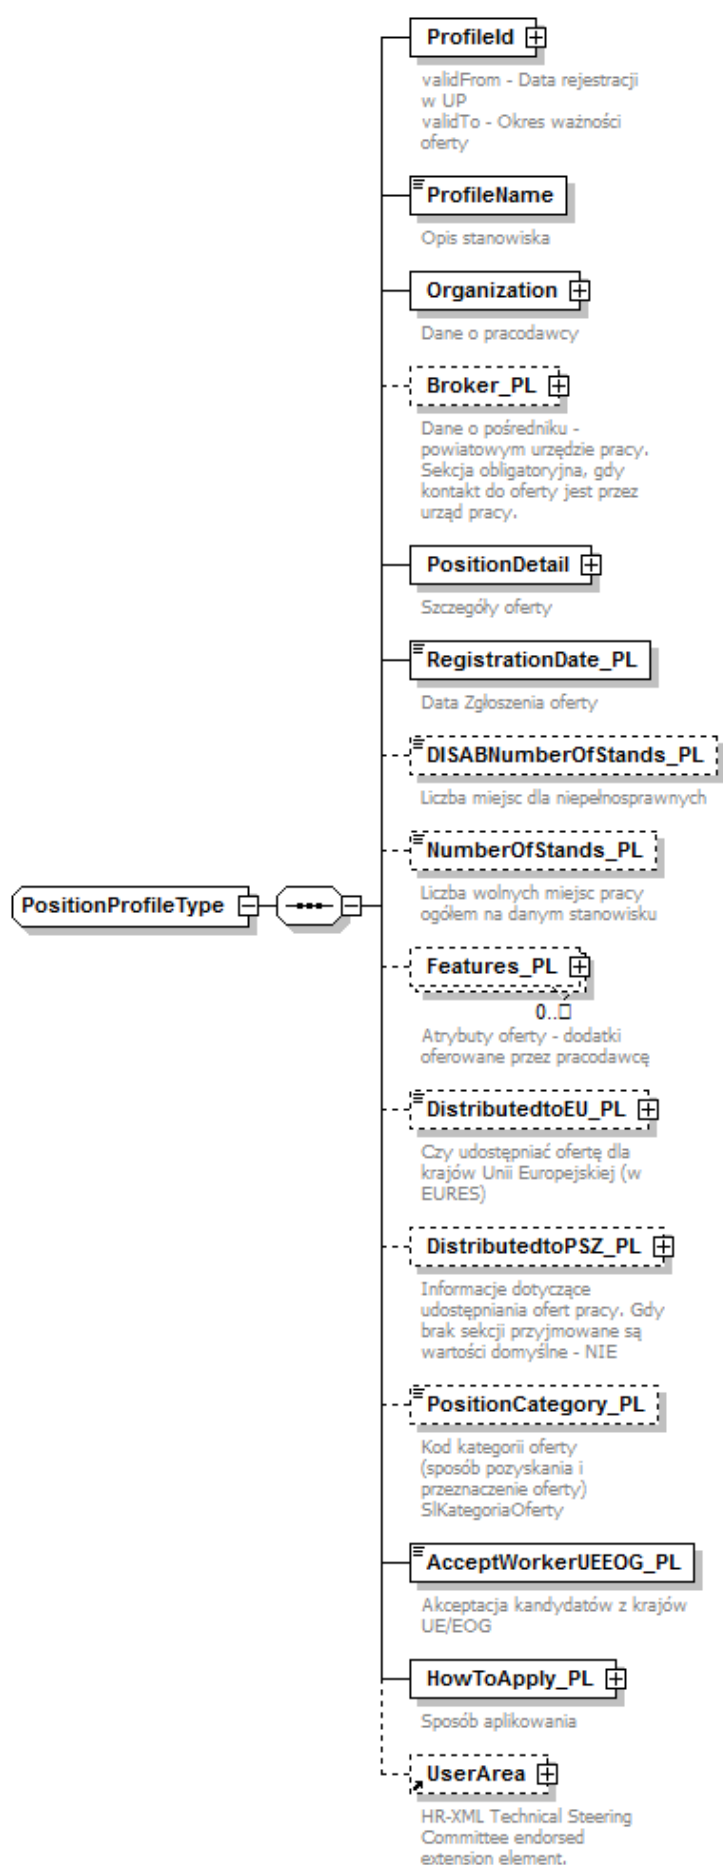 ProfileId
validFrom - Data rejestracji
w UP
validTo - Okres ważności
oferty
ProfileName
Opis stanowiska
Organization
Dane o pracodawcy
Broker_PL
Dane o pośredniku -
powiatowym urzędzie pracy.
Sekcja obligatoryjna, gdy
kontakt do oferty jest przez
urząd pracy.
PositionDetail
Szczegóły oferty
RegistrationDate_PL
Data Zgłoszenia oferty
DISABNumberOfStands_PL
Liczba miejsc dla niepełnosprawnych
NumberOfStands_PL
Liczba wolnych miejsc pracy
ogółem na danym stanowisku
PositionProfileType
Features_PL
0..□
Atrybuty oferty - dodatki
oferowane przez pracodawcę
DistributedtoEU_PL
Czy udostępniać ofertę dla
krajów Unii Europejskiej (w
EURES)
DistributedtoPSZ_PL
Informacje dotyczące
udostępniania ofert pracy. Gdy
brak sekcji przyjmowane są
wartości domyślne - NIE
PositionCategory_PL
Kod kategorii oferty
(sposób pozyskania i
przeznaczenie oferty)
SlKategoriaOferty
AcceptWorkerUEEOG_PL
Akceptacja kandydatów z krajów
UE/EOG
HowToApply_PL
Sposób aplikowania
UserArea
HR-XML Technical Steering
Committee endorsed
extension element.